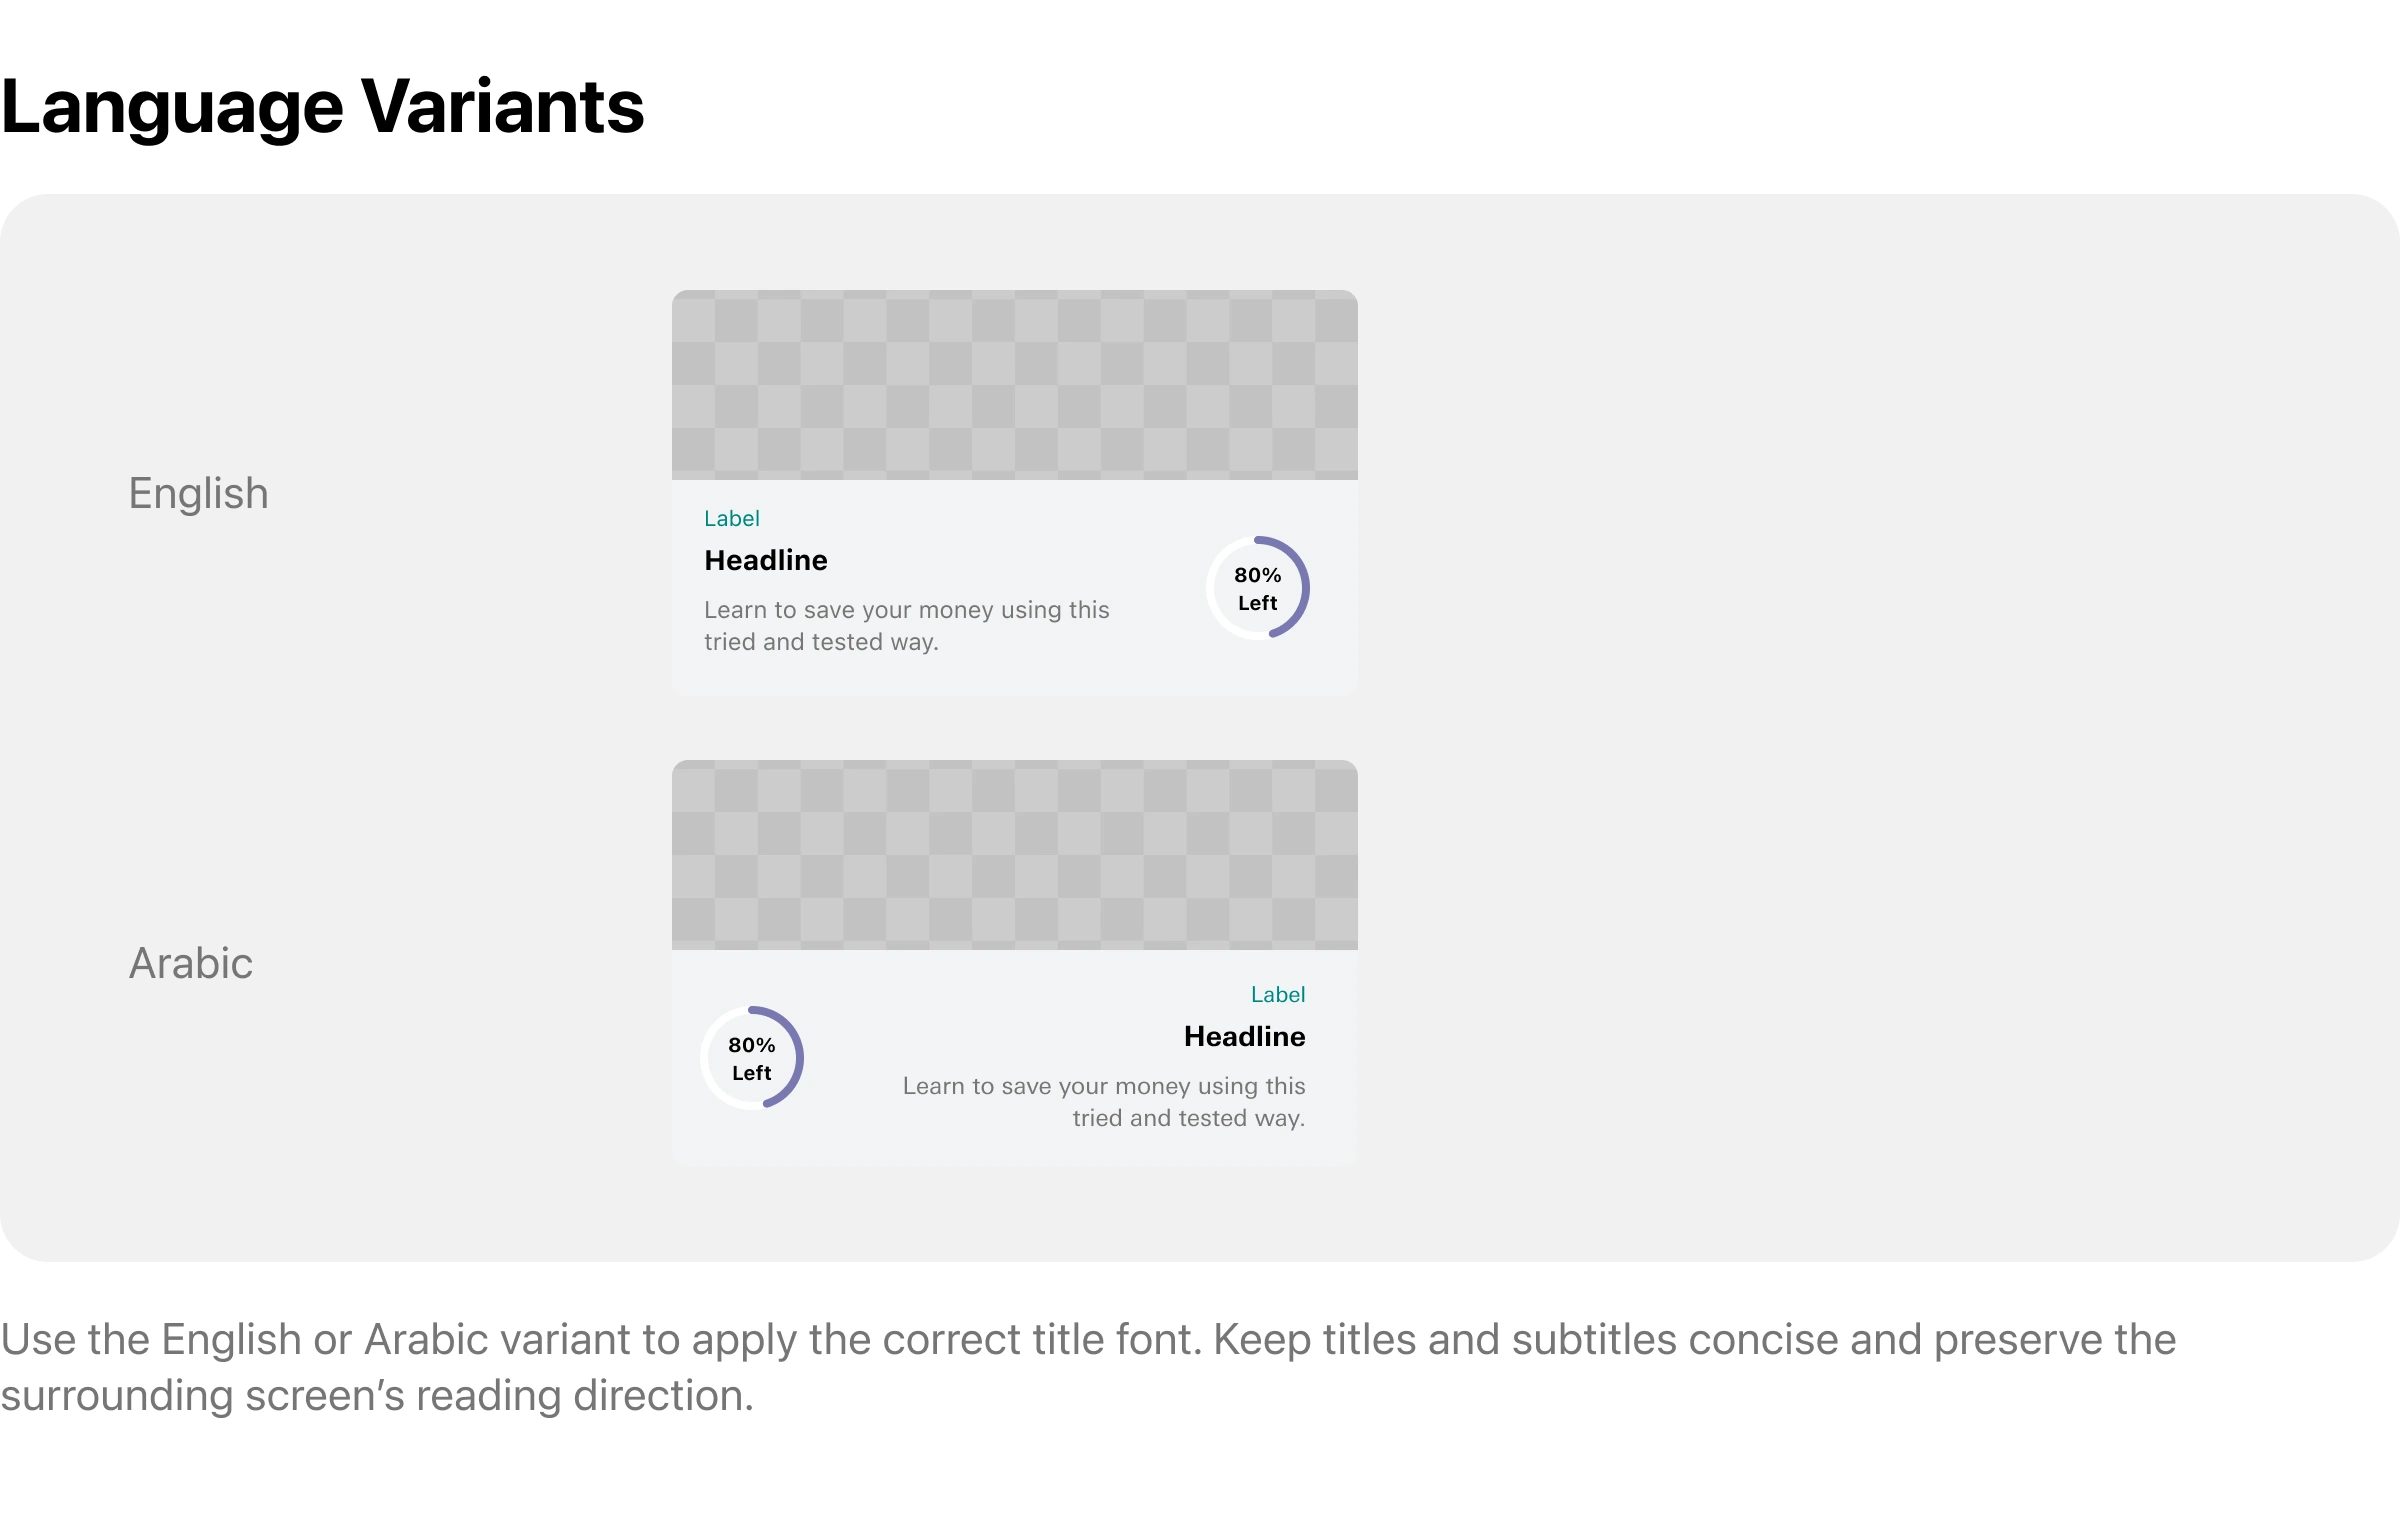 Language Variants
English
Label
Headline
Learn to save your money using this
tried and tested way.
80%
Left
Arabic
80%
Left
Label
Headline
Learn to save your money using this
tried and tested way.
Use the English or Arabic variant to apply the correct title font. Keep titles and subtitles concise and preserve the
surrounding screen’s reading direction.